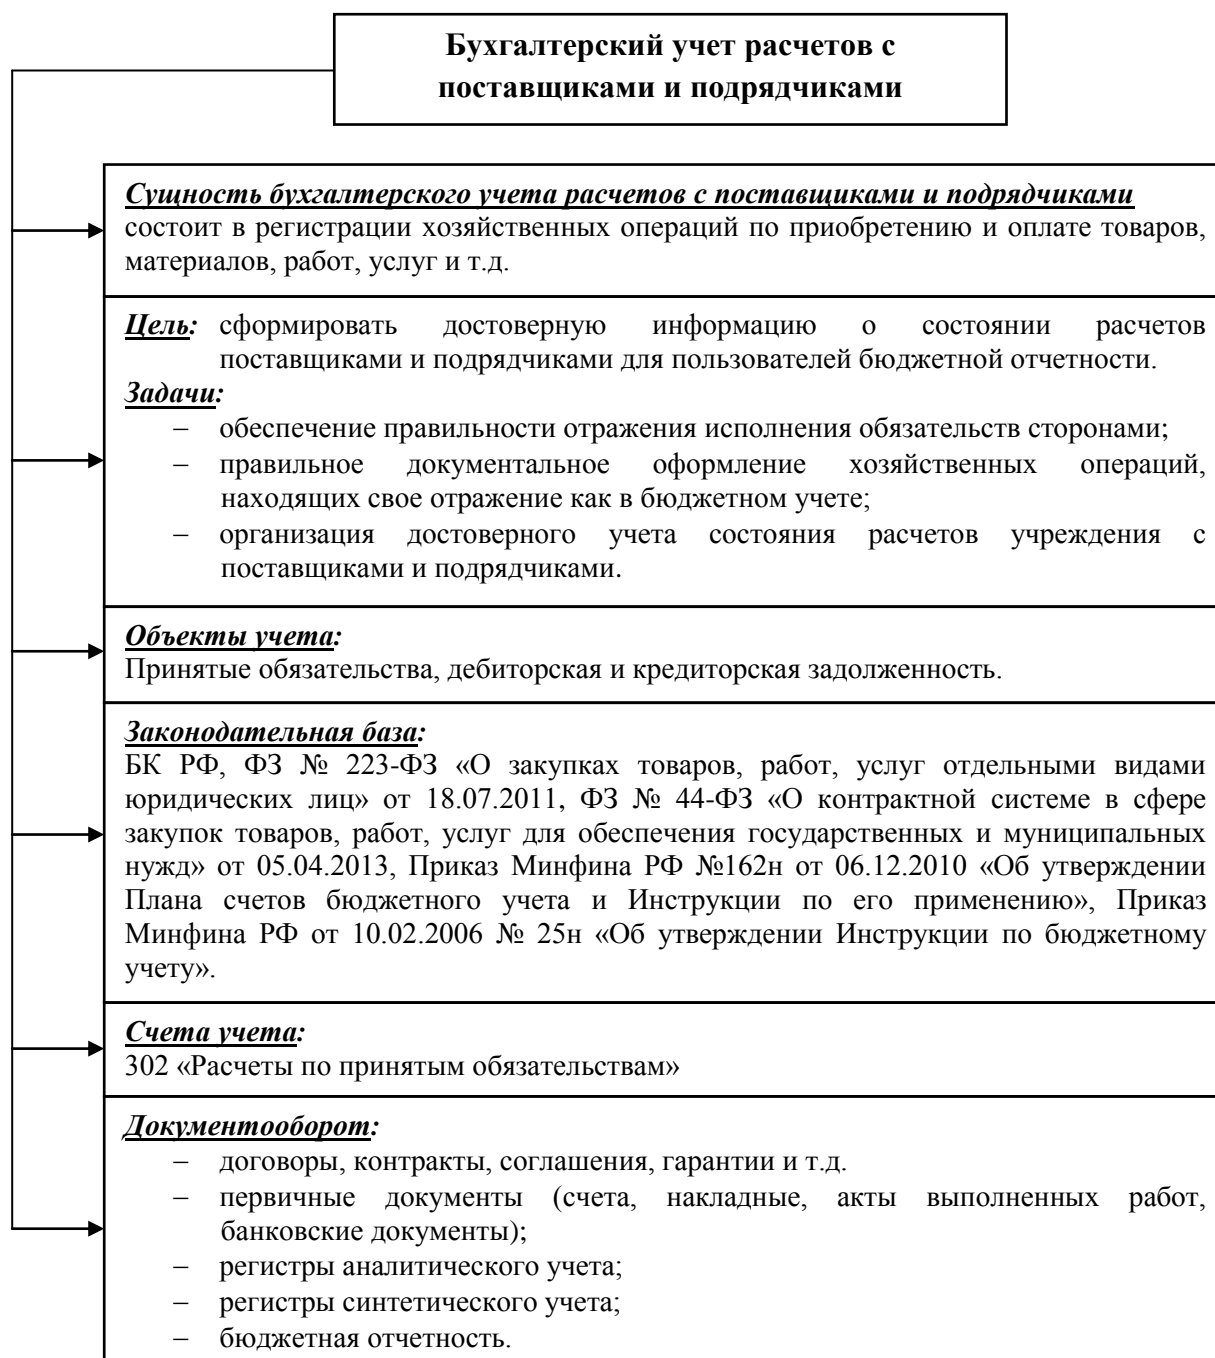 Бухгалтерский учет расчетов с
поставщиками и подрядчиками
Сущность бухгалтерского учета расчетов с поставщиками и подрядчиками
состоит в регистрации хозяйственных операций по приобретению и оплате товаров,
материалов, работ, услуг и т.д.
Цель: сформировать достоверную информацию о состоянии расчетов
поставщиками и подрядчиками для пользователей бюджетной отчетности.
Задачи:
– обеспечение правильности отражения исполнения обязательств сторонами;
– правильное документальное оформление хозяйственных операций,
находящих свое отражение как в бюджетном учете;
– организация достоверного учета состояния расчетов учреждения с
поставщиками и подрядчиками.
Объекты учета:
Принятые обязательства, дебиторская и кредиторская задолженность.
Законодательная база:
БК РФ, ФЗ № 223-ФЗ «О закупках товаров, работ, услуг отдельными видами
юридических лиц» от 18.07.2011, ФЗ № 44-ФЗ «О контрактной системе в сфере
закупок товаров, работ, услуг для обеспечения государственных и муниципальных
нужд» от 05.04.2013, Приказ Минфина РФ №162н от 06.12.2010 «Об утверждении
Плана счетов бюджетного учета и Инструкции по его применению», Приказ
Минфина РФ от 10.02.2006 № 25н «Об утверждении Инструкции по бюджетному
учету».
Счета учета:
302 «Расчеты по принятым обязательствам»
Документооборот:
– договоры, контракты, соглашения, гарантии и т.д.
– первичные документы (счета, накладные, акты выполненных работ,
банковские документы);
– регистры аналитического учета;
– регистры синтетического учета;
– бюджетная отчетность.